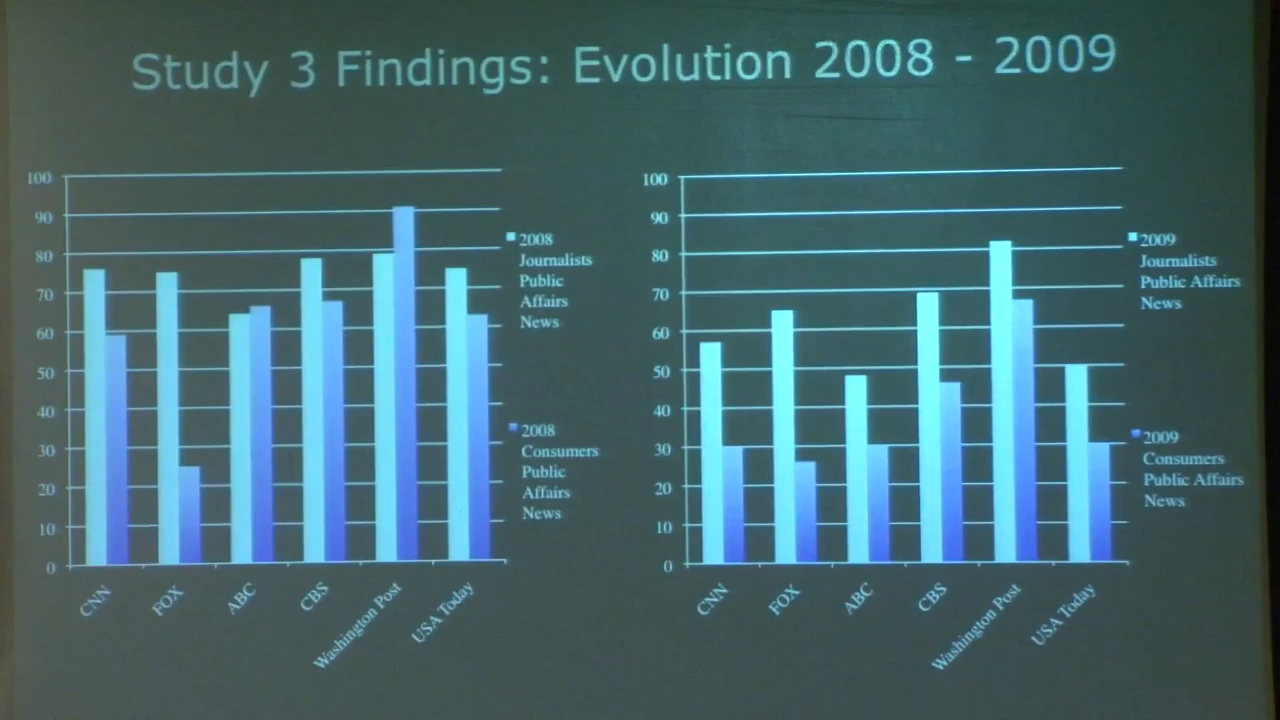 Study 3 Findings: Evolution 2008 - 2009
100
90
80
70
60
50
40
30
20
10
0
CNN
FOX
ABC
CBS
Washington Post
USA Today
2008
Journalists
Public
Affairs
News
2008
Consumers
Public
Affairs
News
100
90
80
70
60
50
40
30
20
10
0
CNN
FOX
ABC
CBS
Washington Post
USA Today
2009
Journalists
Public Affairs
News
2009
Consumers
Public Affairs
News